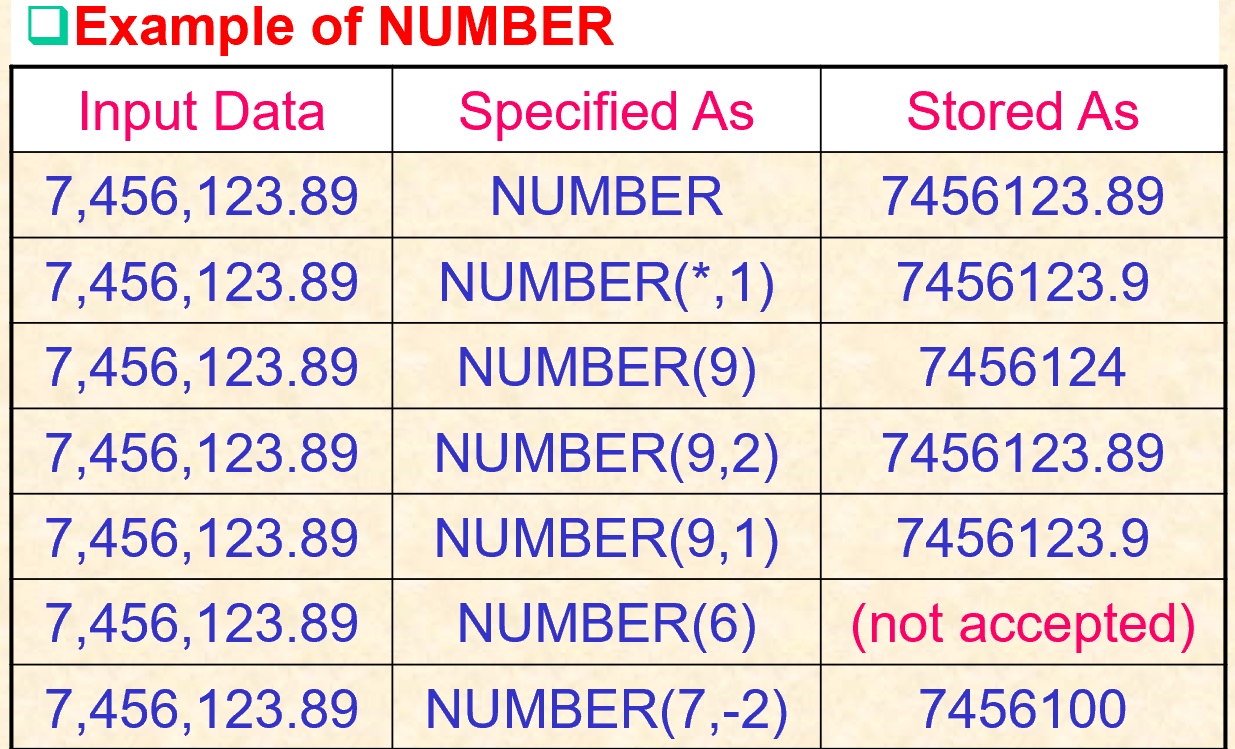 Example of NUMBER
Input Data Specified As Stored As
7,456,123.89 NUMBER 7456123.89
7,456,123.89 NUMBER(*,1) 7456123.9
7,456,123.89 NUMBER(9) 7456124
7,456,123.89 NUMBER(9,2) 7456123.89
7,456,123.89 NUMBER(9,1) 7456123.9
7,456,123.89 NUMBER(6) (not accepted)
7,456,123.89 NUMBER(7,-2) 7456100